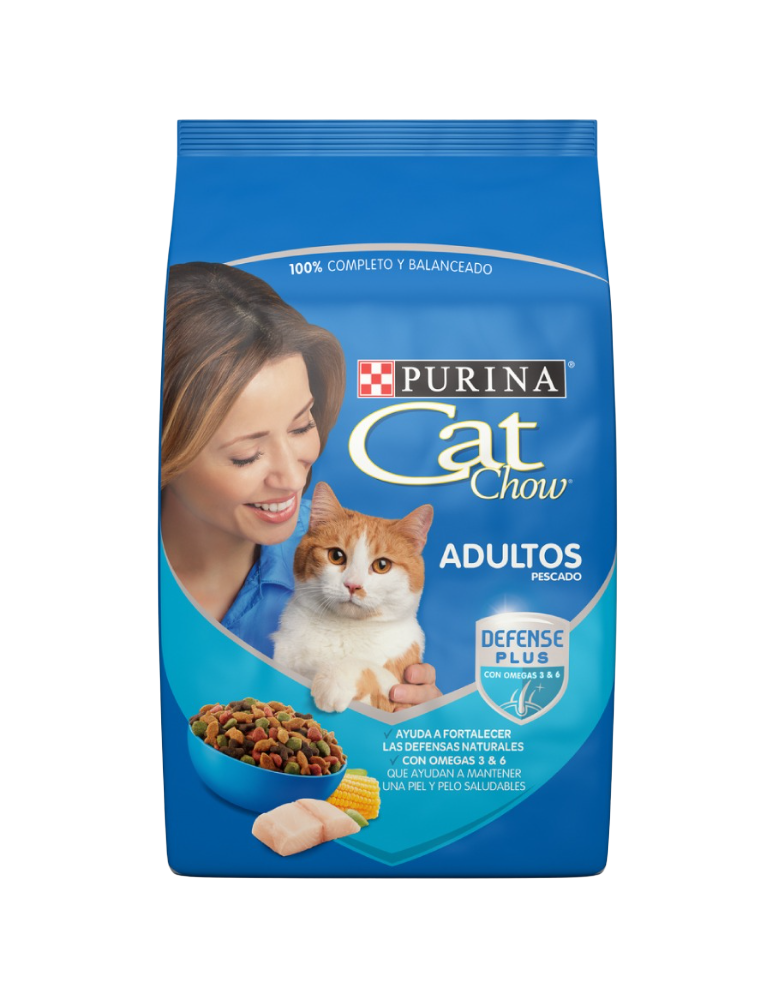 100% COMPLETO Y BALANCEADO
PURINA®
Cat
Chow®
ADULTOS
PESCADO
DEFENSE
PLUS
CON OMEGAS 3 & 6
✓ AYUDA A FORTALECER
LAS DEFENSAS NATURALES
✓ CON OMEGAS 3 & 6
QUE AYUDAN A MANTENER
UNA PIEL Y PELO SALUDABLES